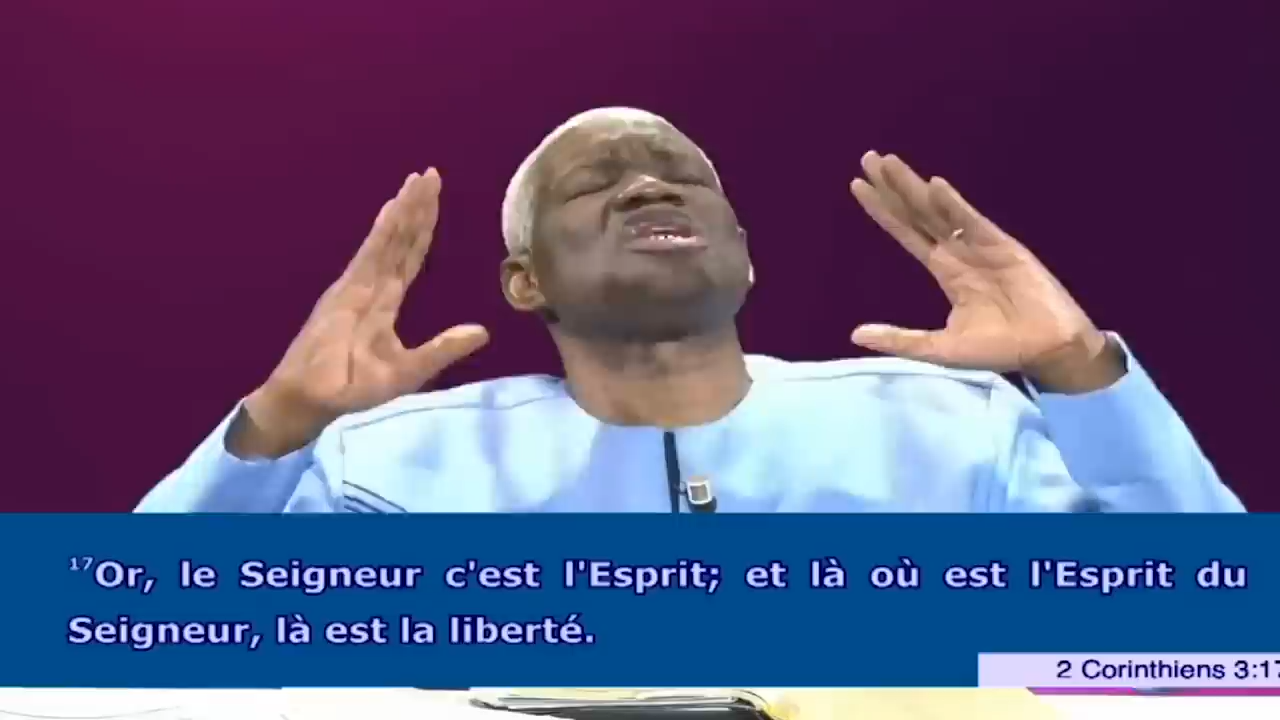 ¹⁷Or, le Seigneur c'est l'Esprit; et là où est l'Esprit du
Seigneur, là est la liberté.
2 Corinthiens 3:17